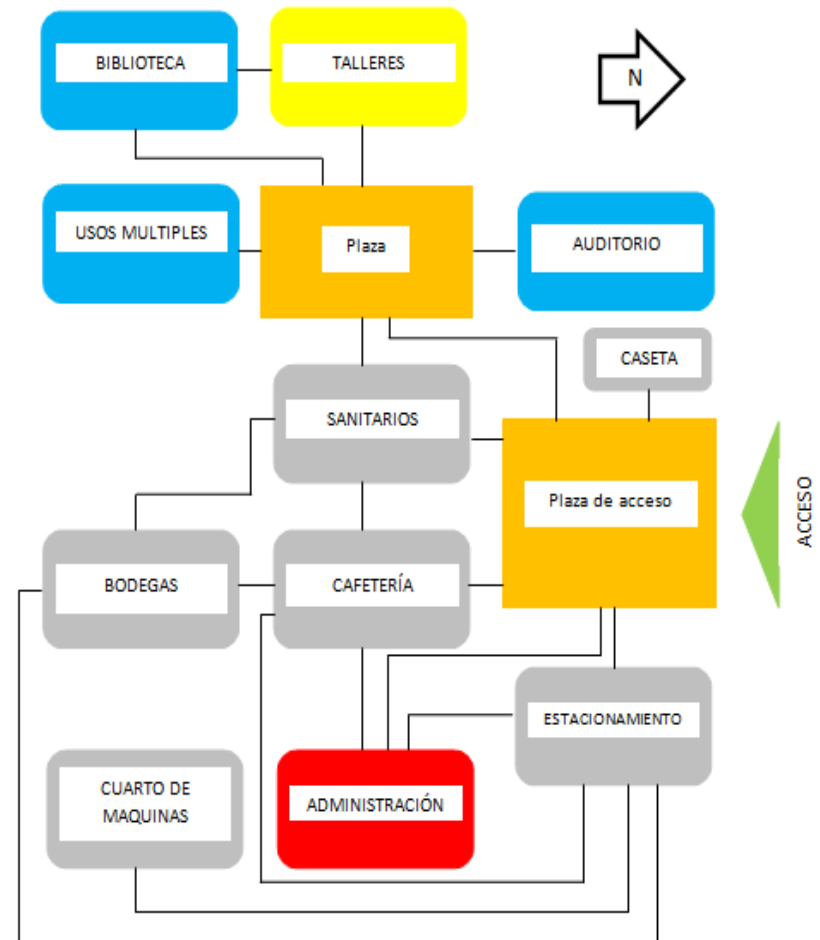 BIBLIOTECA
TALLERES
N
USOS MULTIPLES
Plaza
AUDITORIO
CASETA
SANITARIOS
Plaza de acceso
ACCESO
BODEGAS
CAFETERÍA
ESTACIONAMIENTO
CUARTO DE
MAQUINAS
ADMINISTRACIÓN